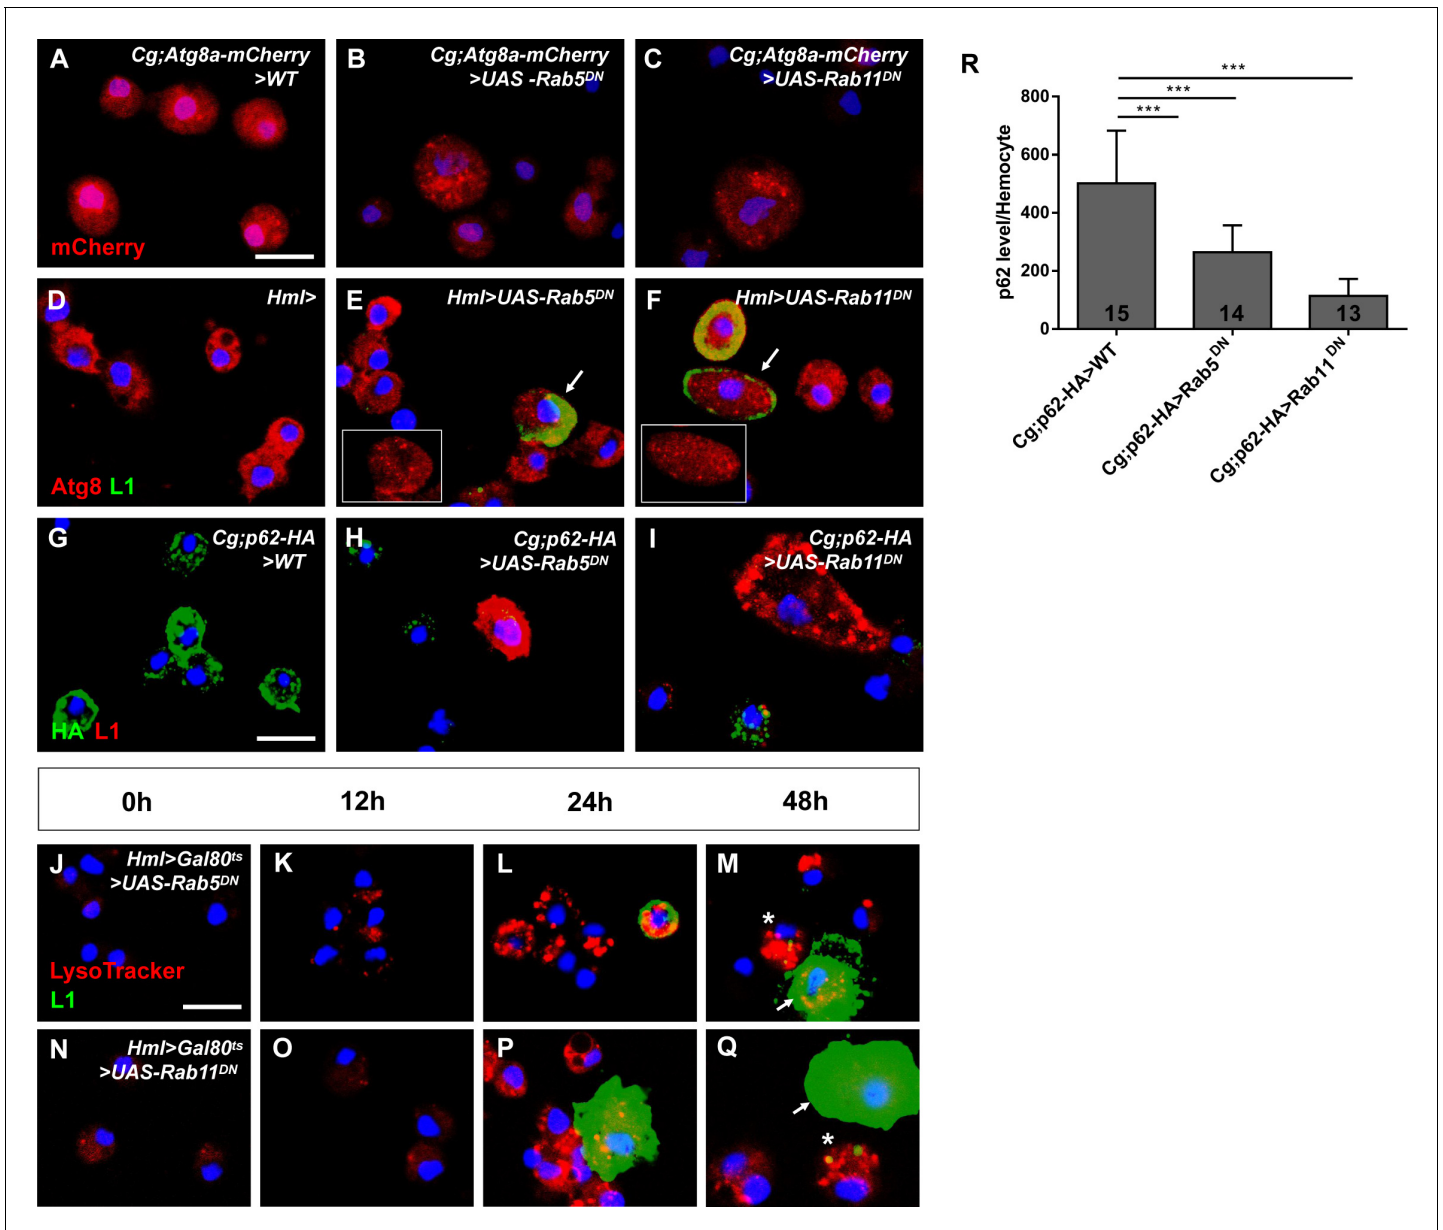 A
Cg;Atg8a-mCherry
>WT
mCherry
B
Cg;Atg8a-mCherry
>UAS -Rab5DN
C
Cg;Atg8a-mCherry
>UAS-Rab11DN
D
Hml>
Atg8 L1
E
Hml>UAS-Rab5DN
F
Hml>UAS-Rab11DN
G
Cg;p62-HA
>WT
HA L1
H
Cg;p62-HA
>UAS-Rab5DN
I
Cg;p62-HA
>UAS-Rab11DN
0h 12h 24h 48h
J
Hml>Gal80ts
>UAS-Rab5DN
LysoTracker
L1
K
L
M
*
N
Hml>Gal80ts
>UAS-Rab11DN
O
P
Q
*
R
***
***
***
p62 level/Hemocyte
800
600
400
200
0
15 14 13
Cg;p62-HA>WT
Cg;p62-HA>Rab5DN
Cg;p62-HA>Rab11DN